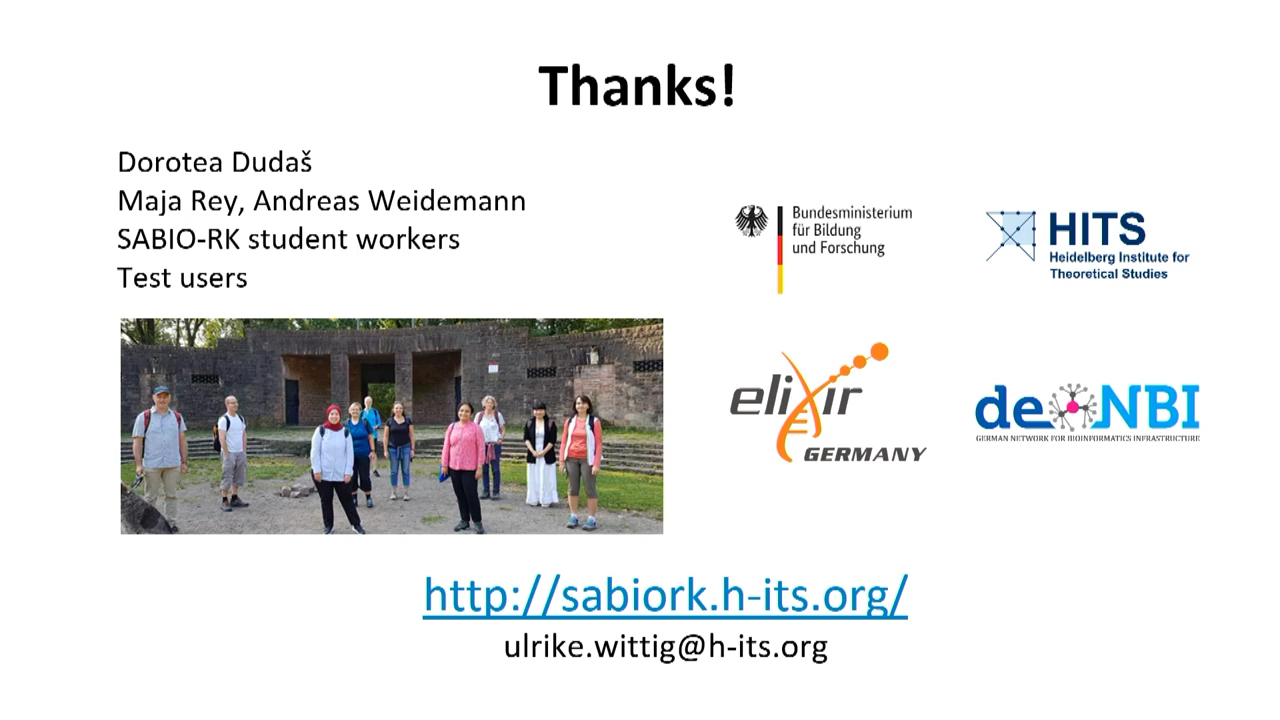 Thanks!
Dorotea Dudaš
Maja Rey, Andreas Weidemann
SABIO-RK student workers
Test users
Bundesministerium
für Bildung
und Forschung
HITS
Heidelberg Institute for
Theoretical Studies
elixir
GERMANY
de NBI
GERMAN NETWORK FOR BIOINFORMATICS INFRASTRUCTURE
http://sabiork.h-its.org/
ulrike.wittig@h-its.org